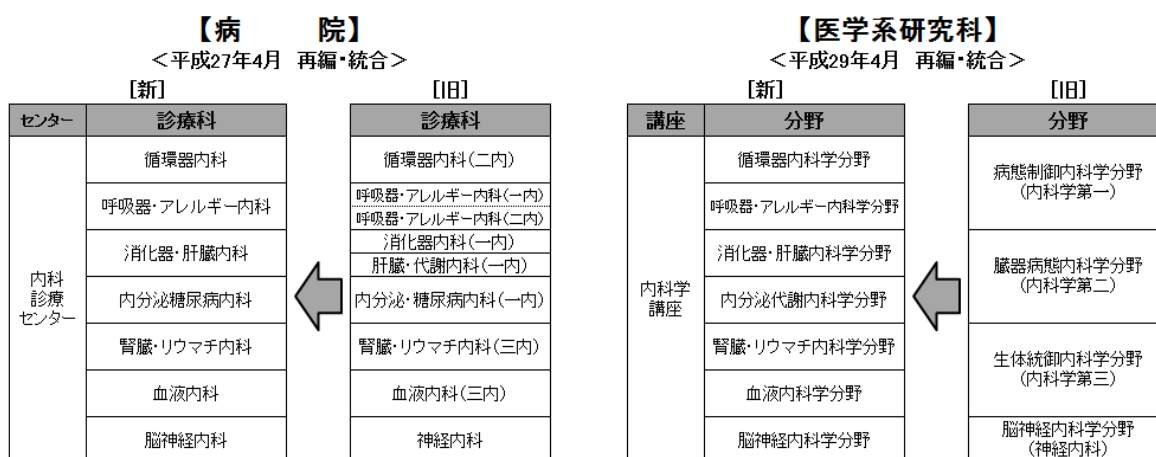 【病　　院】
＜平成27年4月 再編・統合＞
[新]
[旧]
センター
診療科
診療科
内科
診療
センター
循環器内科
呼吸器・アレルギー内科
消化器・肝臓内科
内分泌糖尿病内科
腎臓・リウマチ内科
血液内科
脳神経内科
循環器内科(二内)
呼吸器・アレルギー内科(一内)
呼吸器・アレルギー内科(二内)
消化器内科(一内)
肝臓・代謝内科(一内)
内分泌・糖尿病内科(一内)
腎臓・リウマチ内科(三内)
血液内科(三内)
神経内科
【医学系研究科】
＜平成29年4月 再編・統合＞
[新]
[旧]
講座
分野
分野
内科学
講座
循環器内科学分野
呼吸器・アレルギー内科学分野
消化器・肝臓内科学分野
内分泌代謝内科学分野
腎臓・リウマチ内科学分野
血液内科学分野
脳神経内科学分野
病態制御内科学分野
(内科学第一)
臓器病態内科学分野
(内科学第二)
生体統御内科学分野
(内科学第三)
脳神経内科学分野
(神経内科)